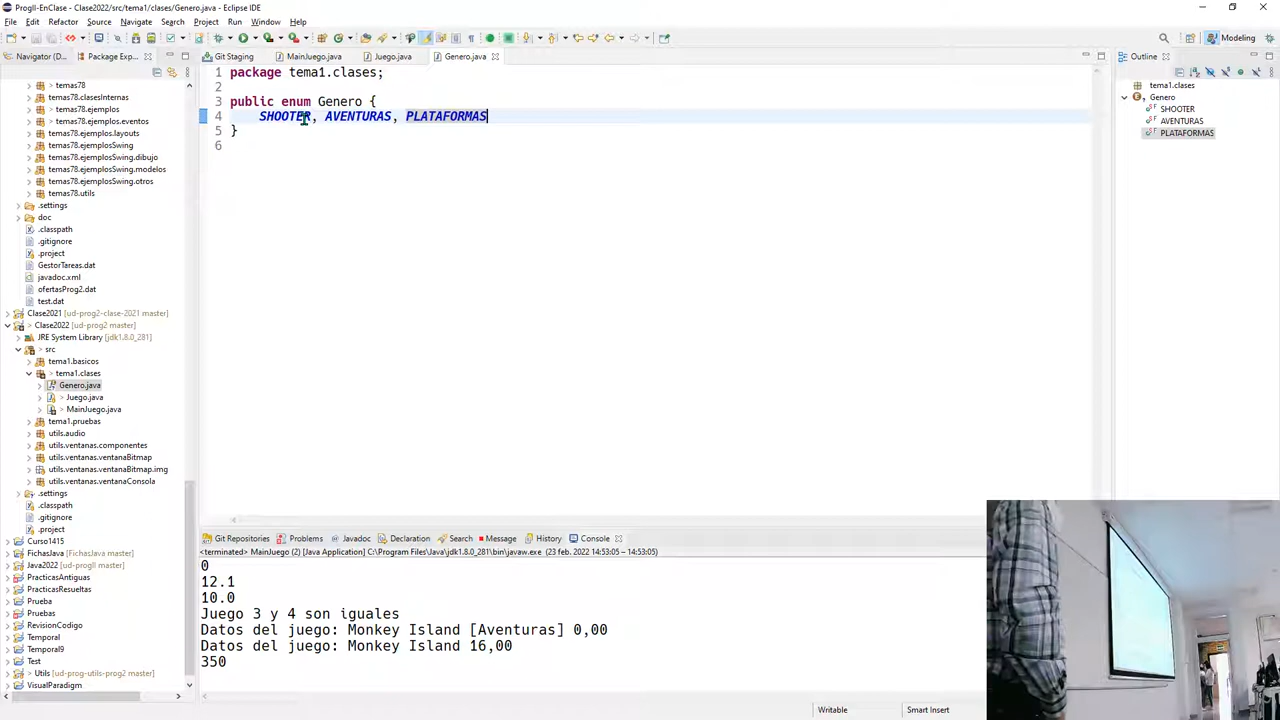 ProgII-EnClase - Clase2022/src/tema1/clases/Genero.java - Eclipse IDE
File Edit Refactor Source Navigate Search Project Run Window Help
Modeling
Navigator (D... Package Exp...
Git Staging MainJuego.java Juego.java Genero.java
Outline
temas78
temas78.clasesInternas
temas78.ejemplos
temas78.eventos
temas78.ejemplos.layouts
temas78.ejemplosSwing
temas78.ejemplosSwing.dibujo
temas78.ejemplosSwing.modelos
temas78.ejemplosSwing.otros
temas78.utils
.settings
doc
.classpath
.gitignore
.project
GestorTareas.dat
javadoc.xml
ofertasProg2.dat
test.dat
Clase2021 [ud-prog2-clase-2021 master]
> Clase2022 [ud-prog2 master]
JRE System Library [jdk1.8.0_281]
> src
tema1.basicos
> tema1.clases
Genero.java
> Juego.java
> MainJuego.java
tema1.pruebas
utils.audio
utils.ventanas.componentes
utils.ventanas.ventanaBitmap
utils.ventanas.ventanaBitmap.img
utils.ventanas.ventanaConsola
.settings
.classpath
.gitignore
.project
Curso1415
FichasJava [FichasJava master]
Java2022 [ud-progII master]
PracticasAntiguas
PracticasResueltas
Prueba
Pruebas
RevisionCodigo
Temporal
Temporal9
Test
> Utils [ud-prog-utils-prog2 master]
VisualParadigm
1 package tema1.clases;
2
3 public enum Genero {
4 SHOOTER, AVENTURAS, PLATAFORMAS
5 }
6
tema1.clases
Genero
SHOOTER
AVENTURAS
PLATAFORMAS
Git Repositories Problems Javadoc Declaration Search Message History Console
<terminated> MainJuego (2) [Java Application] C:\Program Files\Java\jdk1.8.0_281\bin\javaw.exe (23 feb. 2022 14:53:05 – 14:53:05)
0
12.1
10.0
Juego 3 y 4 son iguales
Datos del juego: Monkey Island [Aventuras] 0,00
Datos del juego: Monkey Island 16,00
350
Writable Smart Insert